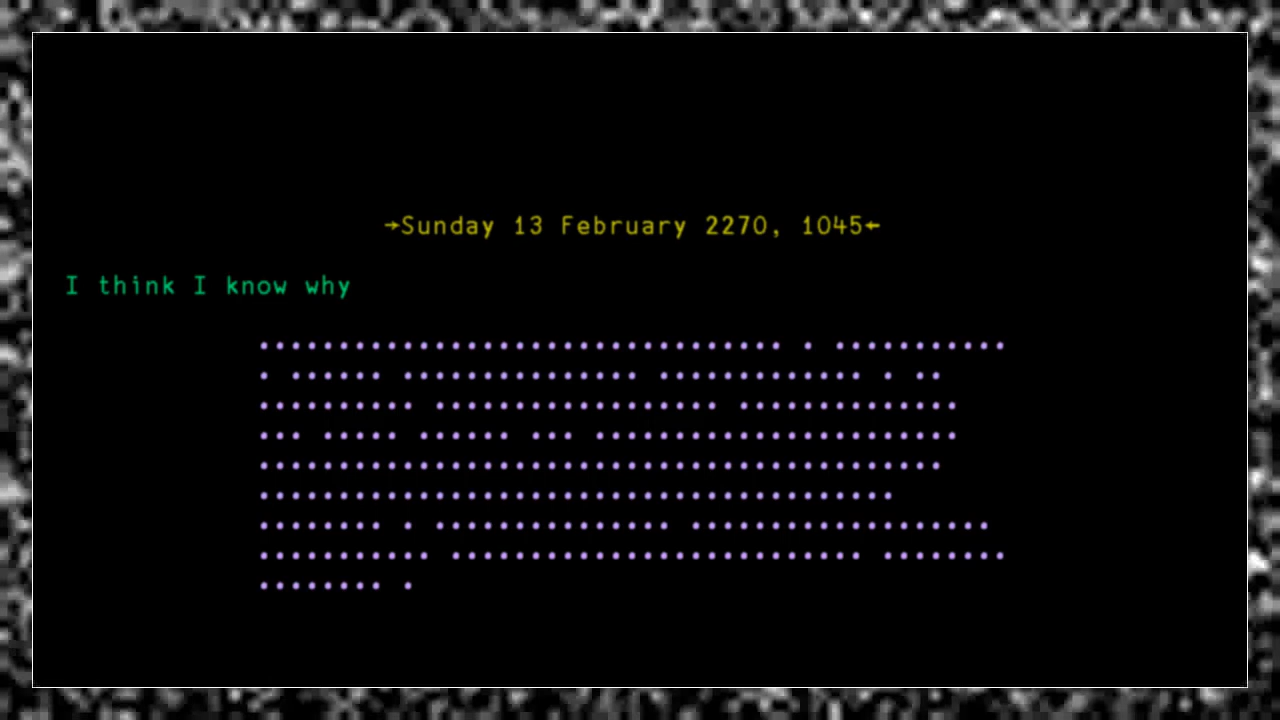 →Sunday 13 February 2270, 1045←
I think I know why